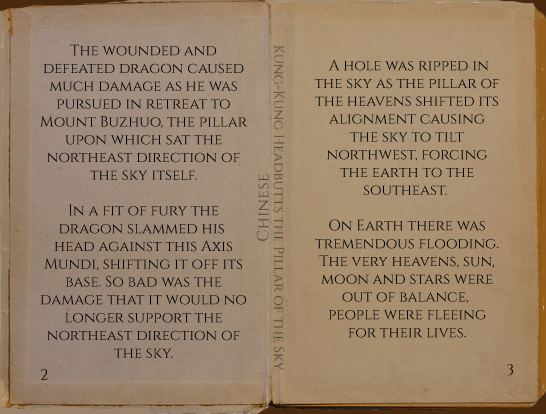 The wounded and
defeated dragon caused
much damage as he was
pursued in retreat to
Mount Buzhuo, the pillar
upon which sat the
northeast direction of
the sky itself.
In a fit of fury the
dragon slammed his
head against this Axis
Mundi, shifting it off its
base. So bad was the
damage that it would no
longer support the
northeast direction of
the sky.
2
Kung-Kung Headbutts the Pillar of the Sky
Chinese
A hole was ripped in
the sky as the pillar of
the heavens shifted its
alignment causing
the sky to tilt
northwest, forcing
the earth to the
southeast.
On Earth there was
tremendous flooding.
The very heavens, sun,
moon and stars were
out of balance,
people were fleeing
for their lives.
3